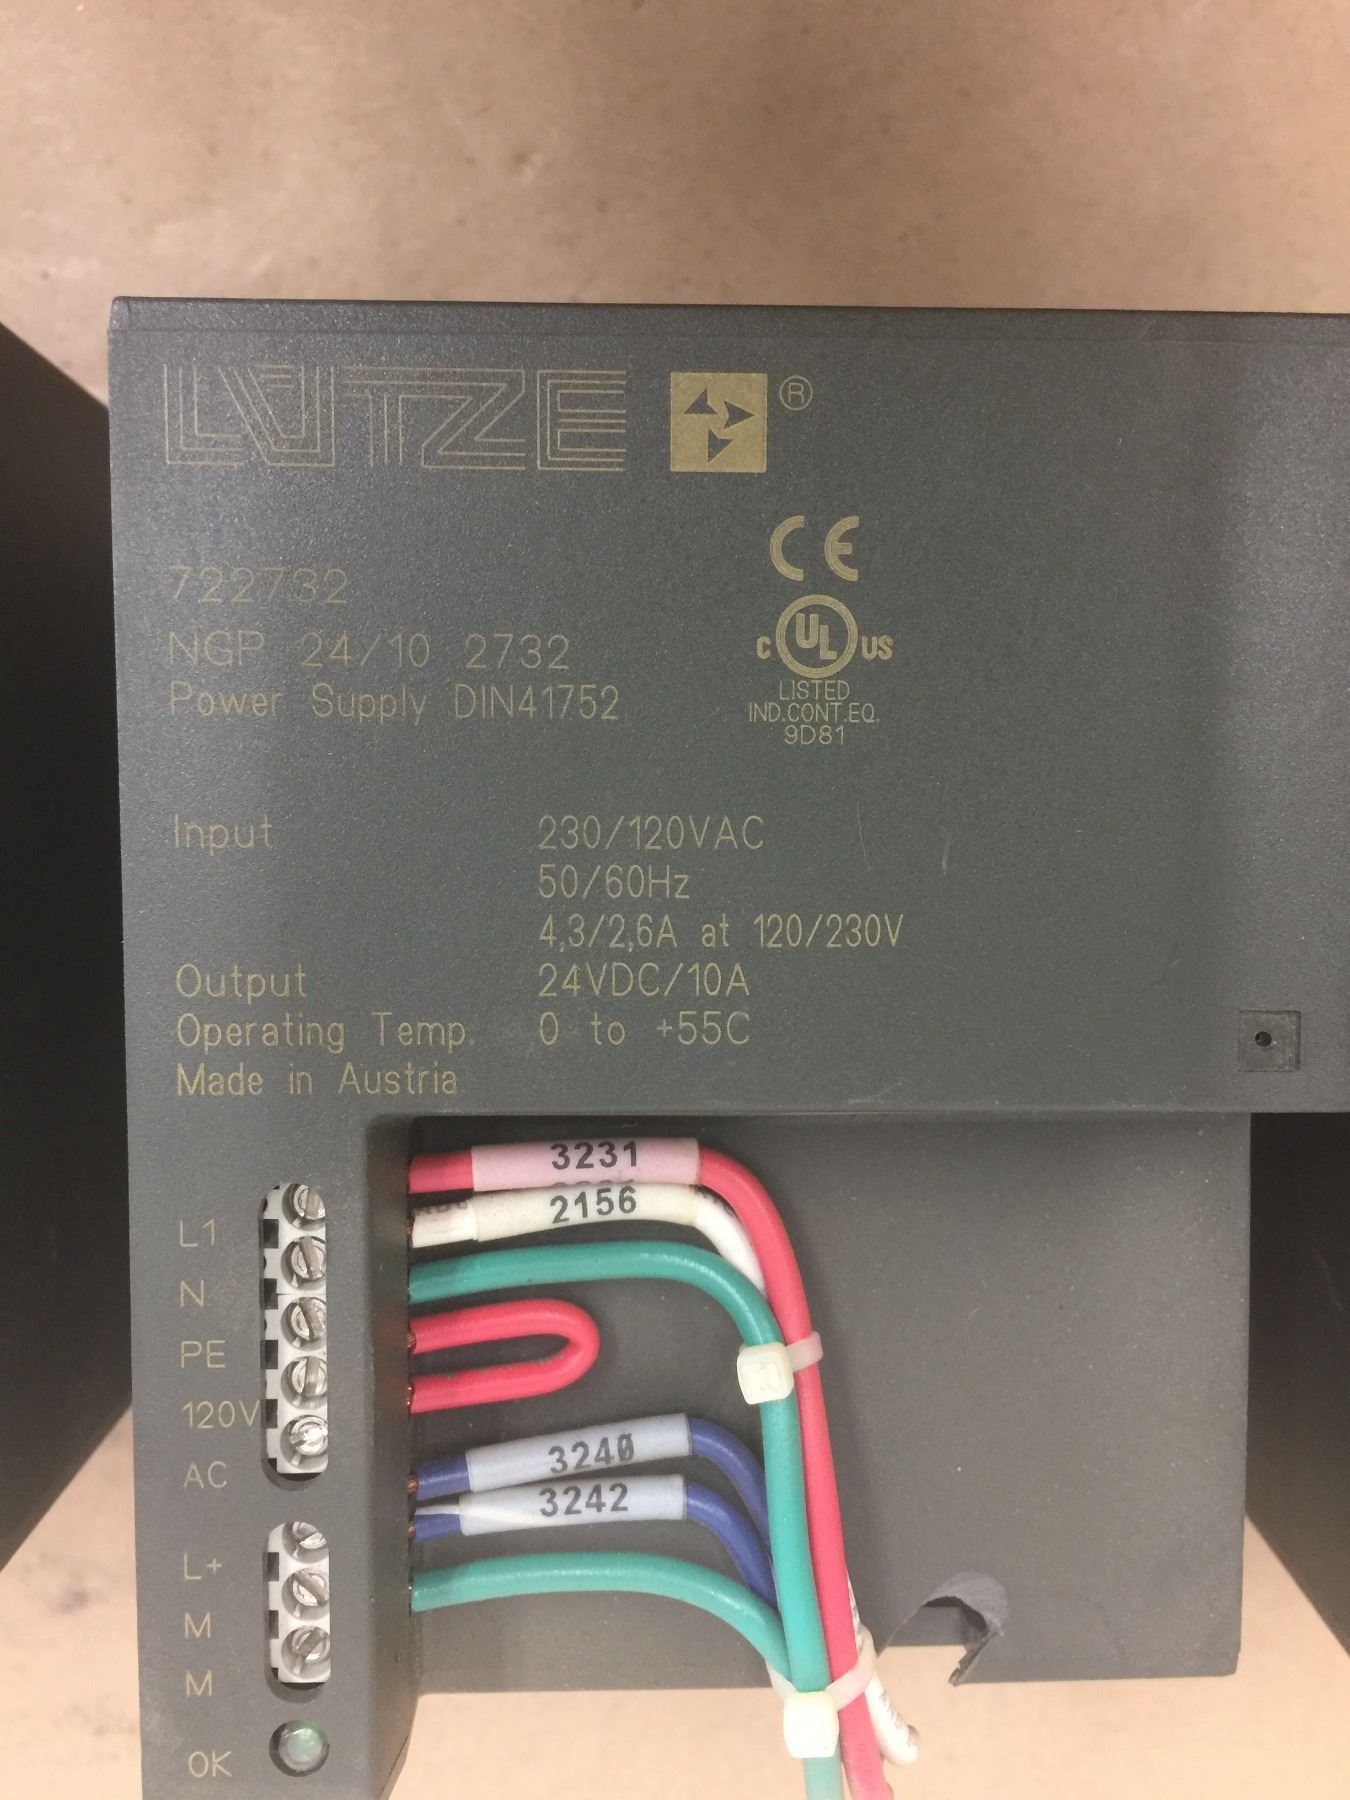 LÜTZE ®
CE
722732
NGP 24/10 2732
C UL US
Power Supply DIN41752
LISTED
IND.CONT.EQ.
9D81
Input 230/120VAC
50/60Hz
4,3/2,6A at 120/230V
Output 24VDC/10A
Operating Temp. 0 to +55C
Made in Austria
3231
2156
L1
N
PE
120V
AC
3240
3242
L+
M
M
OK